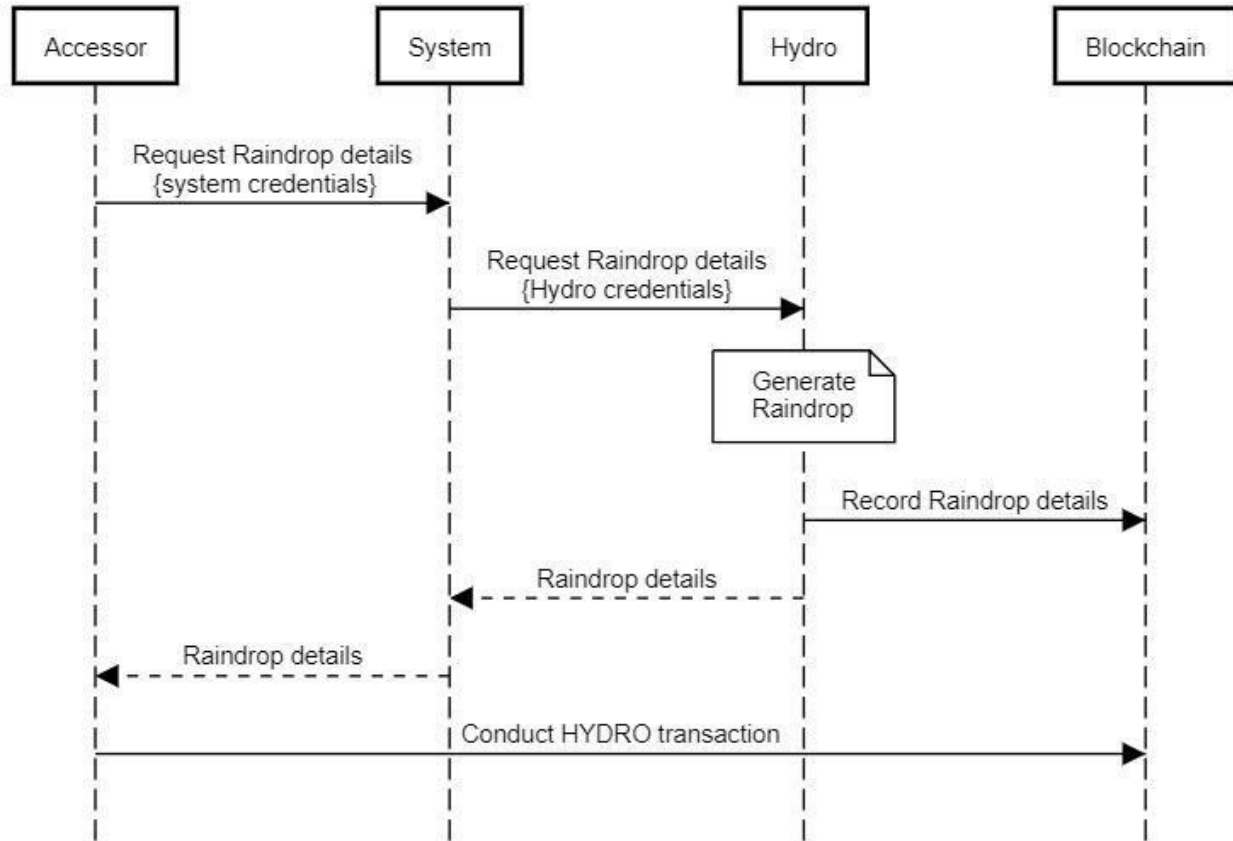 Accessor
System
Hydro
Blockchain
Request Raindrop details
{system credentials}
Request Raindrop details
{Hydro credentials}
Generate
Raindrop
Record Raindrop details
Raindrop details
Raindrop details
Conduct HYDRO transaction